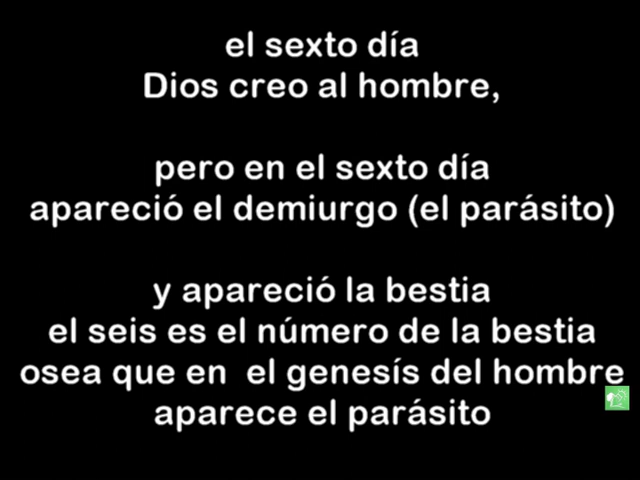 el sexto día
Dios creo al hombre,
pero en el sexto día
apareció el demiurgo (el parásito)
y apareció la bestia
el seis es el número de la bestia
osea que en el genesís del hombre
aparece el parásito